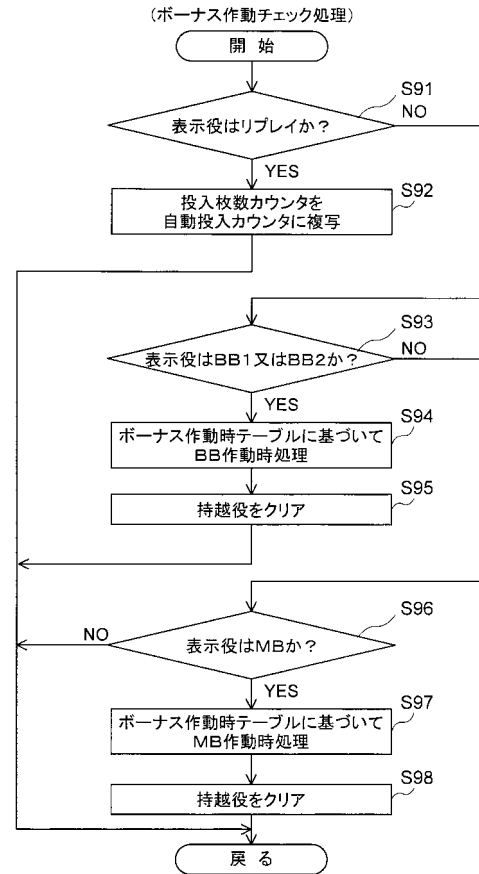 (ボーナス作動チェック処理)
開 始
S91
表示役はリプレイか?
NO
YES
S92
投入枚数カウンタを
自動投入カウンタに複写
S93
表示役はBB1又はBB2か?
NO
YES
S94
ボーナス作動時テーブルに基づいて
BB作動時処理
S95
持越役をクリア
S96
NO
表示役はMBか?
YES
S97
ボーナス作動時テーブルに基づいて
MB作動時処理
S98
持越役をクリア
戻 る